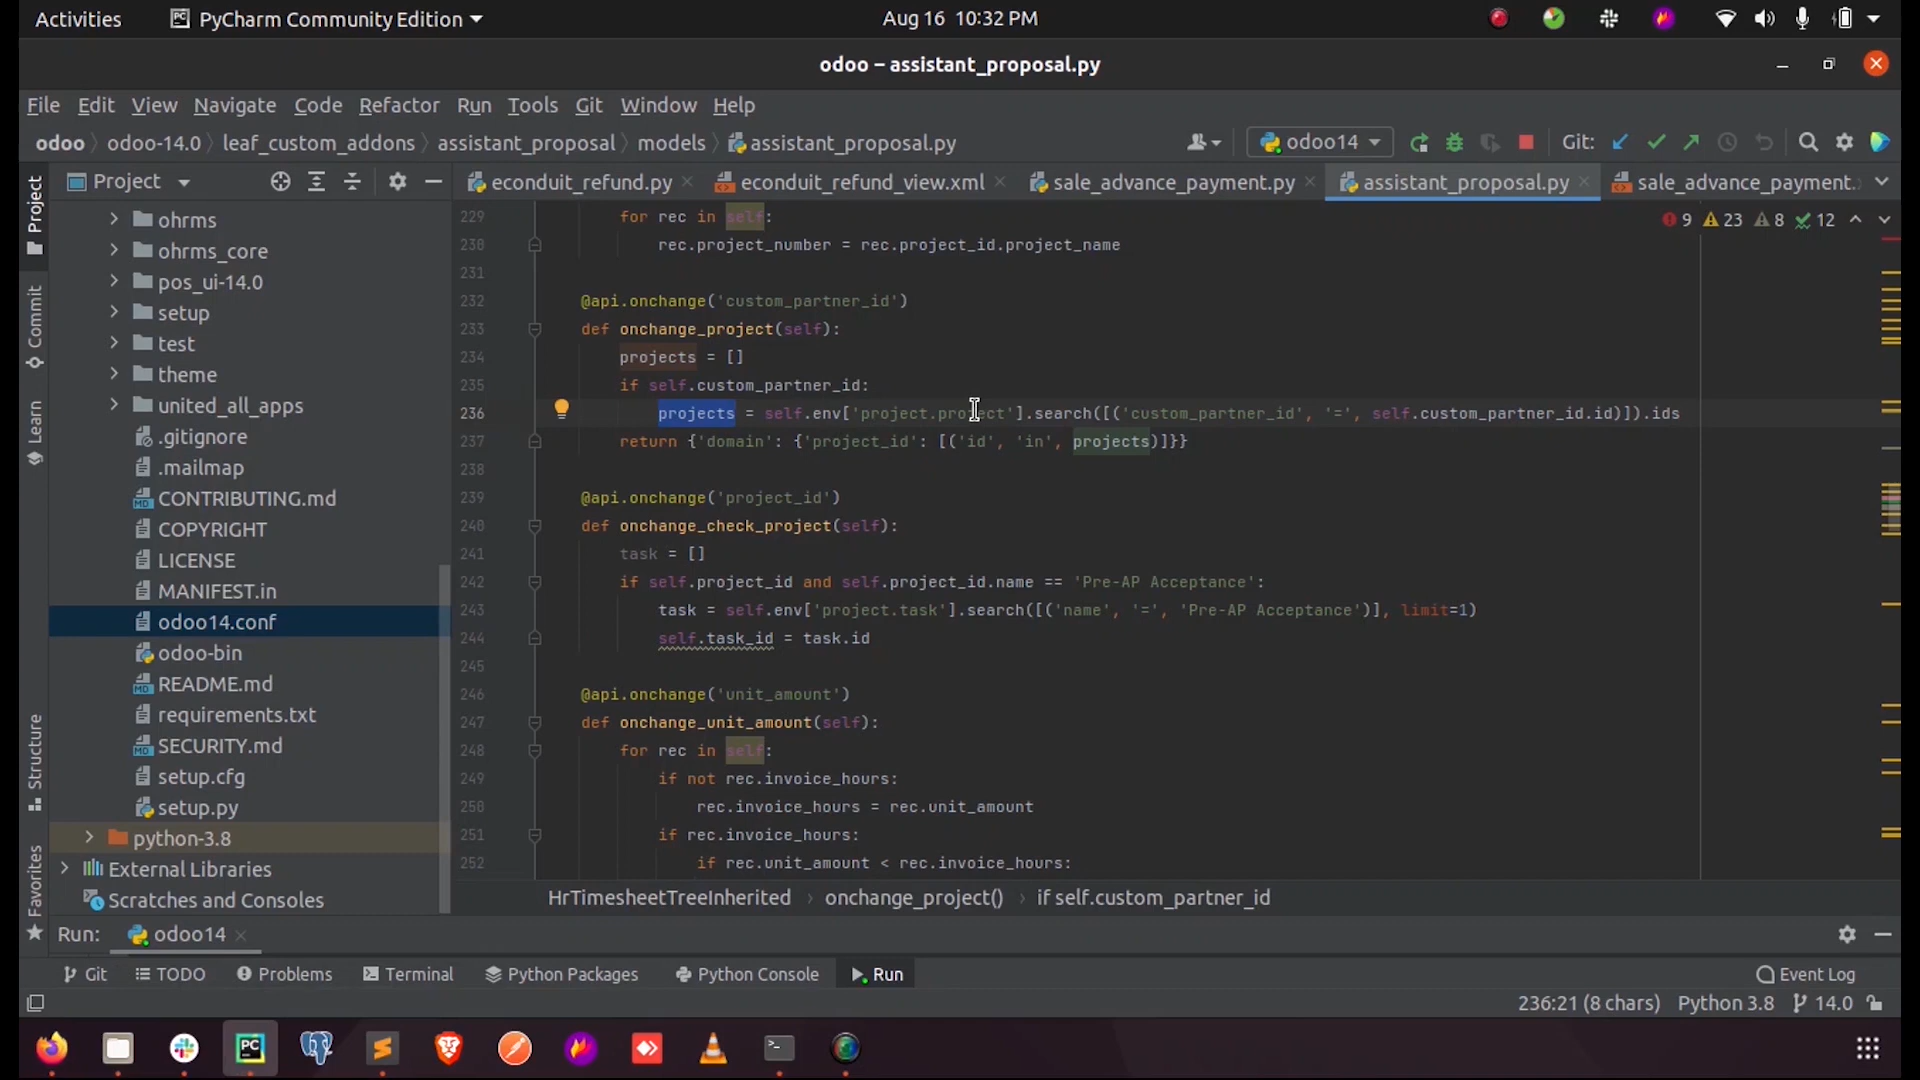 Activities
PyCharm Community Edition
Aug 16 10:32 PM
odoo – assistant_proposal.py
File Edit View Navigate Code Refactor Run Tools Git Window Help
odoo odoo-14.0 leaf_custom_addons assistant_proposal models assistant_proposal.py
odoo14
Git:
Project
econduit_refund.py
econduit_refund_view.xml
sale_advance_payment.py
assistant_proposal.py
sale_advance_payment.
Project
Commit
Learn
Structure
Favorites
ohrms
ohrms_core
pos_ui-14.0
setup
test
theme
united_all_apps
.gitignore
.mailmap
CONTRIBUTING.md
COPYRIGHT
LICENSE
MANIFEST.in
odoo14.conf
odoo-bin
README.md
requirements.txt
SECURITY.md
setup.cfg
setup.py
python-3.8
External Libraries
Scratches and Consoles
9 23 8 12
229 for rec in self:
230 rec.project_number = rec.project_id.project_name
231
232 @api.onchange('custom_partner_id')
233 def onchange_project(self):
234 projects = []
235 if self.custom_partner_id:
236 projects = self.env['project.project'].search([('custom_partner_id', '=', self.custom_partner_id.id)]).ids
237 return {'domain': {'project_id': [('id', 'in', projects)]}}
238
239 @api.onchange('project_id')
240 def onchange_check_project(self):
241 task = []
242 if self.project_id and self.project_id.name == 'Pre-AP Acceptance':
243 task = self.env['project.task'].search([('name', '=', 'Pre-AP Acceptance')], limit=1)
244 self.task_id = task.id
245
246 @api.onchange('unit_amount')
247 def onchange_unit_amount(self):
248 for rec in self:
249 if not rec.invoice_hours:
250 rec.invoice_hours = rec.unit_amount
251 if rec.invoice_hours:
252 if rec.unit_amount < rec.invoice_hours:
HrTimesheetTreeInherited onchange_project() if self.custom_partner_id
Run: odoo14
Git TODO Problems Terminal Python Packages Python Console Run Event Log
236:21 (8 chars) Python 3.8 14.0